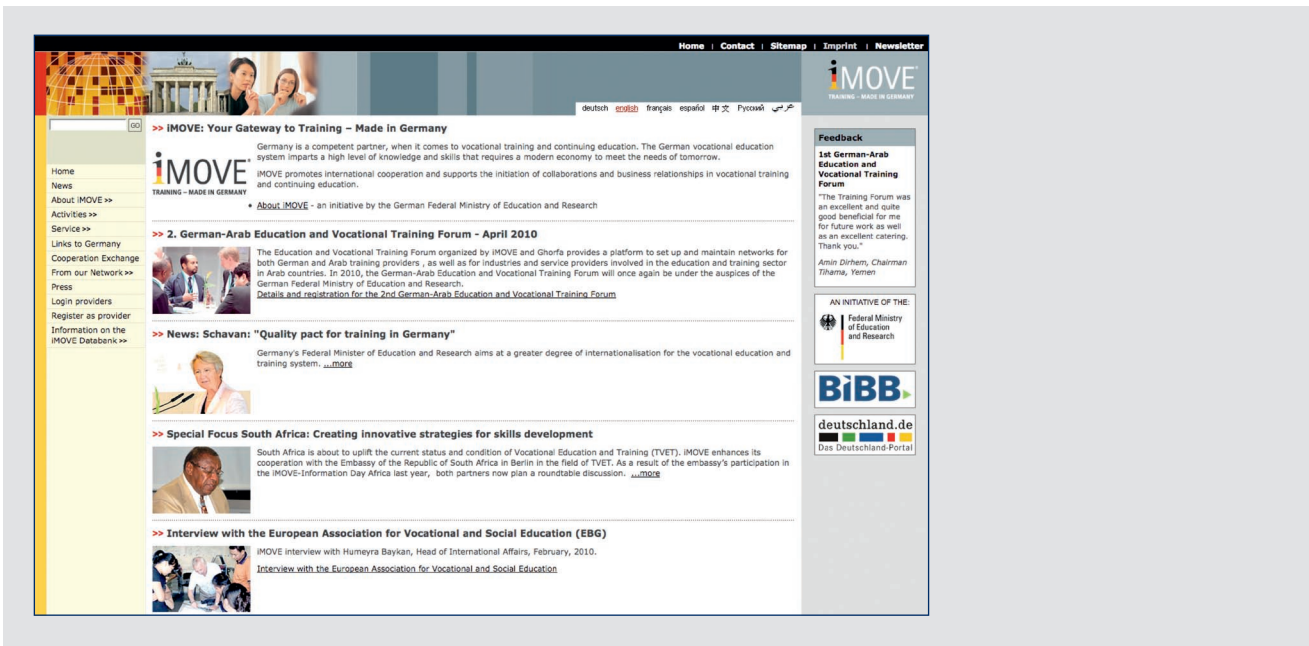 Home | Contact | Sitemap | Imprint | Newsletter
iMOVE
TRAINING – MADE IN GERMANY
deutsch english français español 中文 Русский عربي
GO
Home
News
About iMOVE >>
Activities >>
Service >>
Links to Germany
Cooperation Exchange
From our Network >>
Press
Login providers
Register as provider
Information on the
iMOVE Databank >>
>> iMOVE: Your Gateway to Training – Made in Germany
iMOVE
TRAINING – MADE IN GERMANY
Germany is a competent partner, when it comes to vocational training and continuing education. The German vocational education
system imparts a high level of knowledge and skills that requires a modern economy to meet the needs of tomorrow.
iMOVE promotes international cooperation and supports the initiation of collaborations and business relationships in vocational training
and continuing education.
• About iMOVE - an initiative by the German Federal Ministry of Education and Research
>> 2. German-Arab Education and Vocational Training Forum - April 2010
The Education and Vocational Training Forum organized by iMOVE and Ghorfa provides a platform to set up and maintain networks for
both German and Arab training providers , as well as for industries and service providers involved in the education and training sector
in Arab countries. In 2010, the German-Arab Education and Vocational Training Forum will once again be under the auspices of the
German Federal Ministry of Education and Research.
Details and registration for the 2nd German-Arab Education and Vocational Training Forum
>> News: Schavan: "Quality pact for training in Germany"
Germany's Federal Minister of Education and Research aims at a greater degree of internationalisation for the vocational education and
training system. ...more
>> Special Focus South Africa: Creating innovative strategies for skills development
South Africa is about to uplift the current status and condition of Vocational Education and Training (TVET). iMOVE enhances its
cooperation with the Embassy of the Republic of South Africa in Berlin in the field of TVET. As a result of the embassy's participation in
the iMOVE-Information Day Africa last year, both partners now plan a roundtable discussion. ...more
>> Interview with the European Association for Vocational and Social Education (EBG)
iMOVE interview with Humeyra Baykan, Head of International Affairs, February, 2010.
Interview with the European Association for Vocational and Social Education
Feedback
1st German-Arab
Education and
Vocational Training
Forum
"The Training Forum was
an excellent and quite
good beneficial for me
for future work as well
as an excellent catering.
Thank you."
Amin Dirhem, Chairman
Tihama, Yemen
AN INITIATIVE OF THE:
Federal Ministry
of Education
and Research
BiBB
deutschland.de
Das Deutschland-Portal